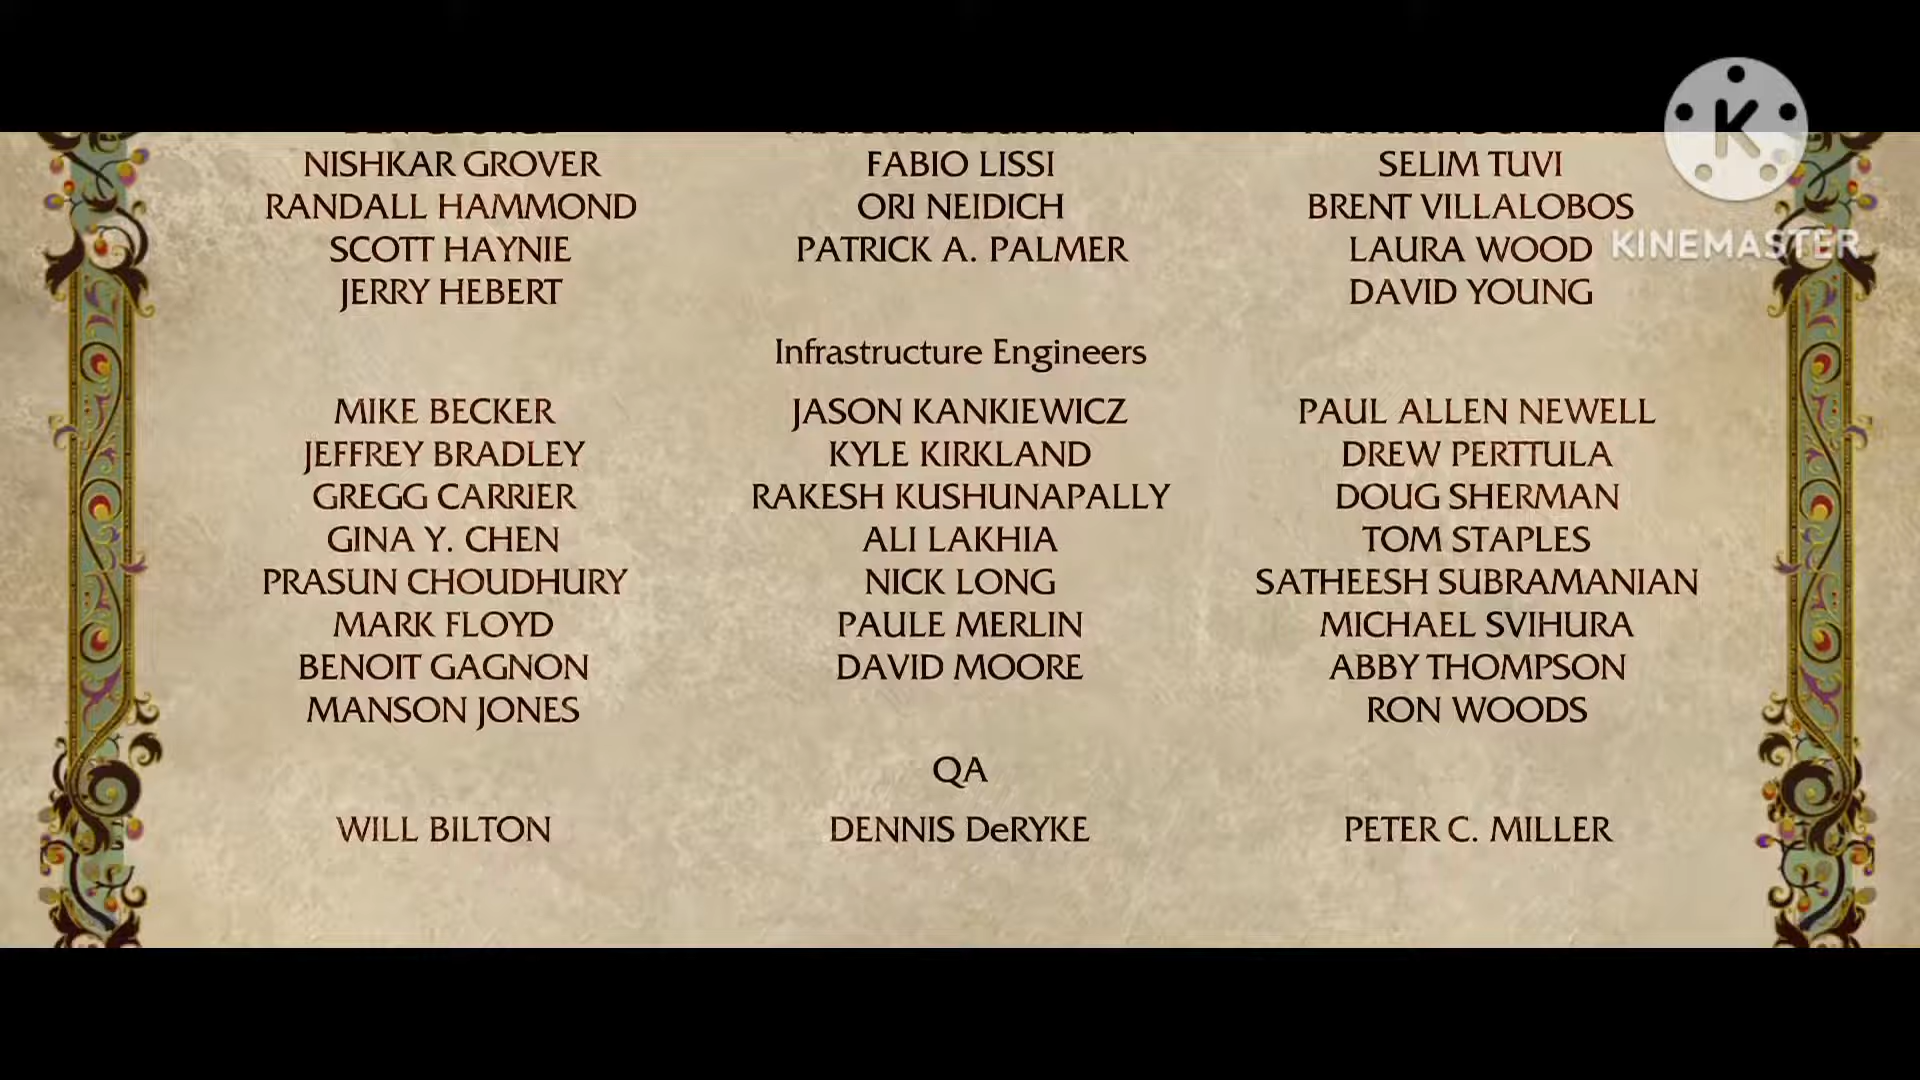 NISHKAR GROVER FABIO LISSI SELIM TUVI
RANDALL HAMMOND ORI NEIDICH BRENT VILLALOBOS
SCOTT HAYNIE PATRICK A. PALMER LAURA WOOD
JERRY HEBERT DAVID YOUNG
Infrastructure Engineers
MIKE BECKER JASON KANKIEWICZ PAUL ALLEN NEWELL
JEFFREY BRADLEY KYLE KIRKLAND DREW PERTTULA
GREGG CARRIER RAKESH KUSHUNAPALLY DOUG SHERMAN
GINA Y. CHEN ALI LAKHIA TOM STAPLES
PRASUN CHOUDHURY NICK LONG SATHEESH SUBRAMANIAN
MARK FLOYD PAULE MERLIN MICHAEL SVIHURA
BENOIT GAGNON DAVID MOORE ABBY THOMPSON
MANSON JONES RON WOODS
QA
WILL BILTON DENNIS DeRYKE PETER C. MILLER
K
KINEMASTER